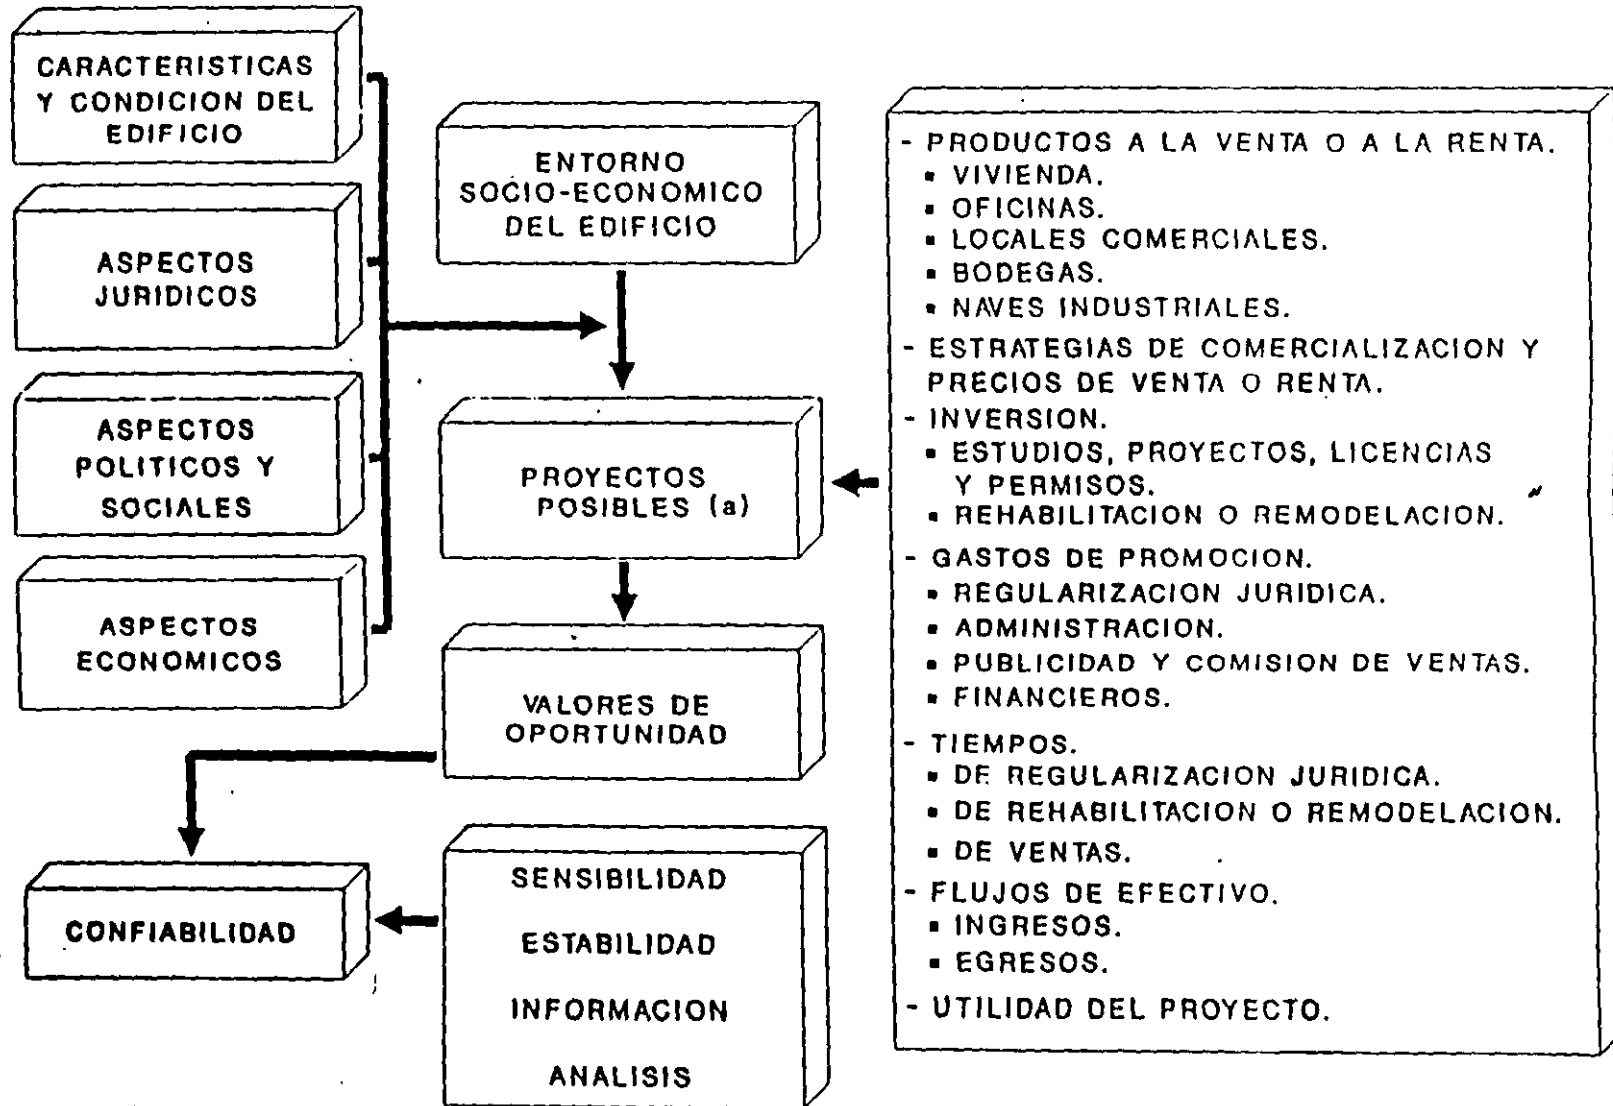 CARACTERISTICAS
Y CONDICION DEL
EDIFICIO
ASPECTOS
JURIDICOS
ASPECTOS
POLITICOS Y
SOCIALES
ASPECTOS
ECONOMICOS
ENTORNO
SOCIO-ECONOMICO
DEL EDIFICIO
PROYECTOS
POSIBLES (a)
VALORES DE
OPORTUNIDAD
CONFIABILIDAD
SENSIBILIDAD
ESTABILIDAD
INFORMACION
ANALISIS
- PRODUCTOS A LA VENTA O A LA RENTA.
▪ VIVIENDA.
▪ OFICINAS.
▪ LOCALES COMERCIALES.
▪ BODEGAS.
▪ NAVES INDUSTRIALES.
- ESTRATEGIAS DE COMERCIALIZACION Y
PRECIOS DE VENTA O RENTA.
- INVERSION.
▪ ESTUDIOS, PROYECTOS, LICENCIAS
Y PERMISOS.
▪ REHABILITACION O REMODELACION.
- GASTOS DE PROMOCION.
▪ REGULARIZACION JURIDICA.
▪ ADMINISTRACION.
▪ PUBLICIDAD Y COMISION DE VENTAS.
▪ FINANCIEROS.
- TIEMPOS.
▪ DE REGULARIZACION JURIDICA.
▪ DE REHABILITACION O REMODELACION.
▪ DE VENTAS.
- FLUJOS DE EFECTIVO.
▪ INGRESOS.
▪ EGRESOS.
- UTILIDAD DEL PROYECTO.